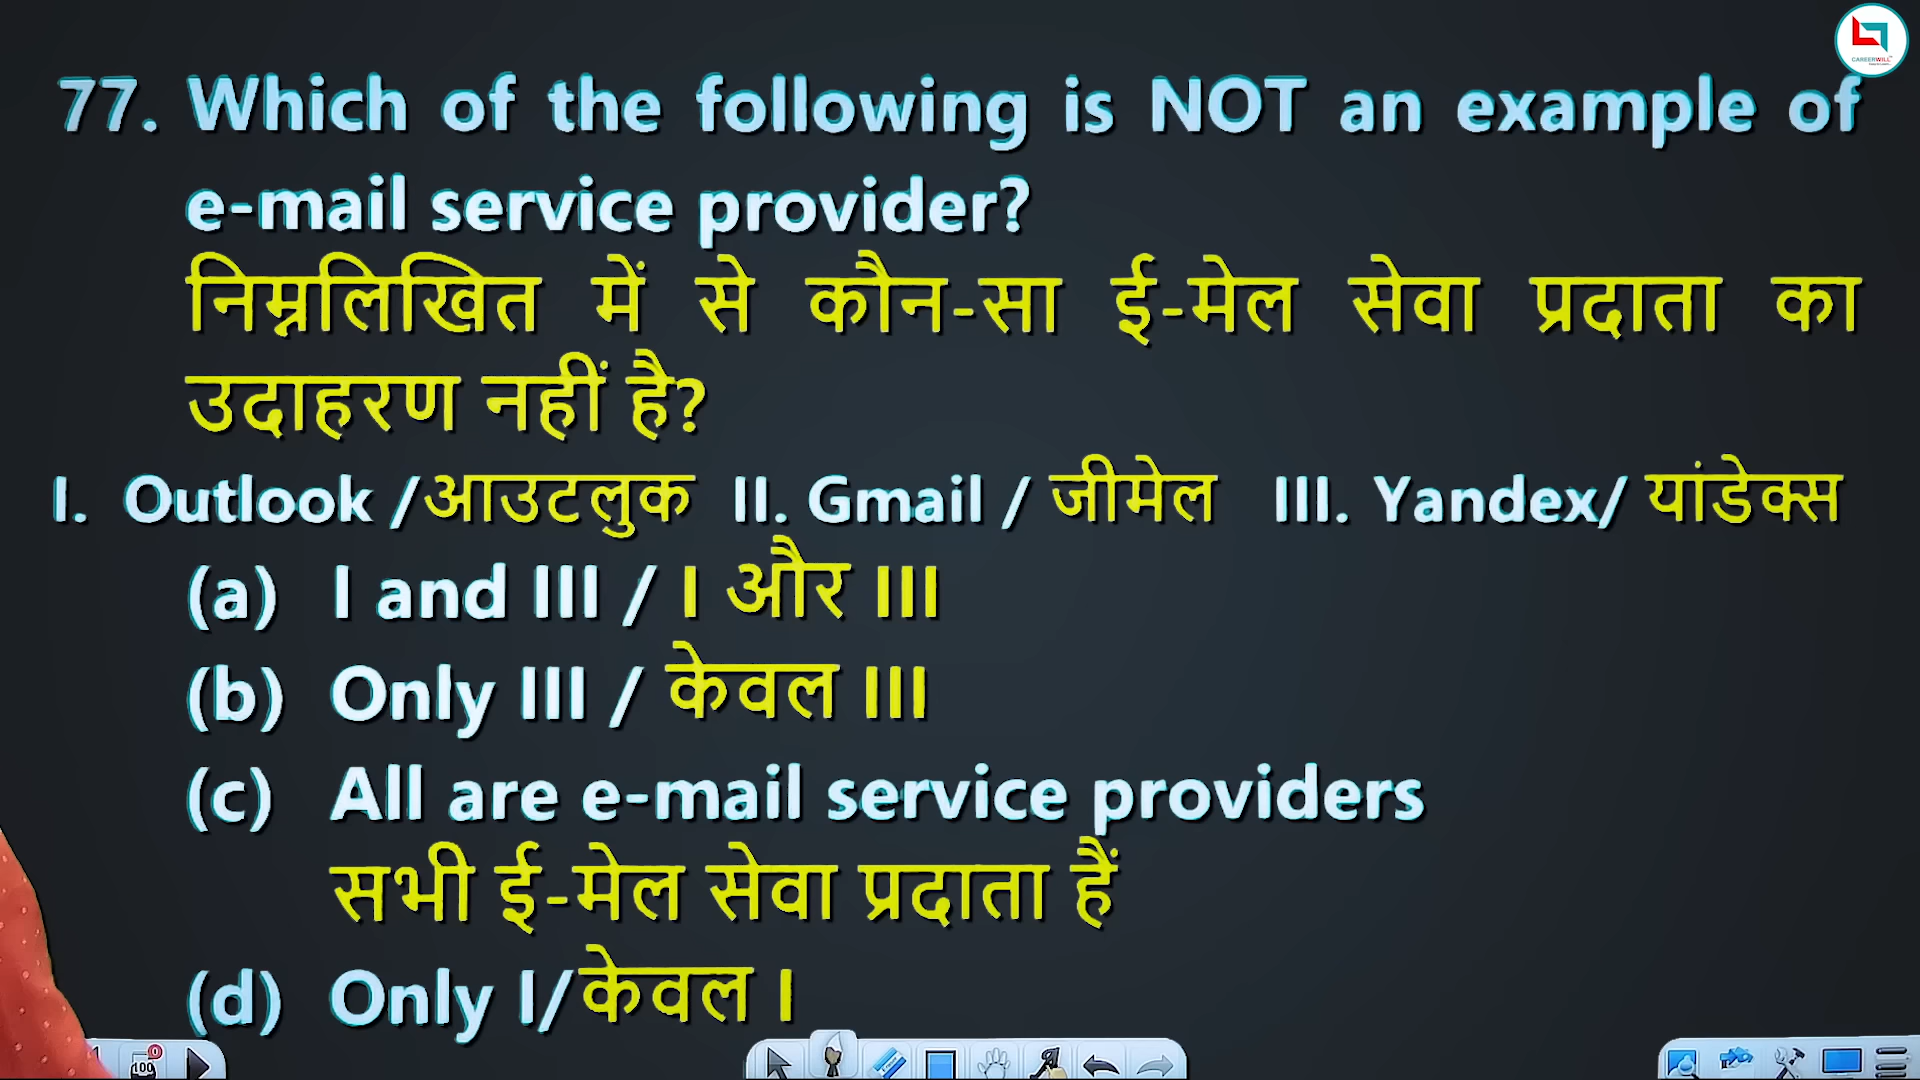 CAREERWILL
77. Which of the following is NOT an example of
e-mail service provider?
निम्नलिखित में से कौन-सा ई-मेल सेवा प्रदाता का
उदाहरण नहीं है?
I. Outlook /आउटलुक II. Gmail / जीमेल III. Yandex/ यांडेक्स
(a) I and III / I और III
(b) Only III / केवल III
(c) All are e-mail service providers
सभी ई-मेल सेवा प्रदाता हैं
(d) Only I/केवल I
100